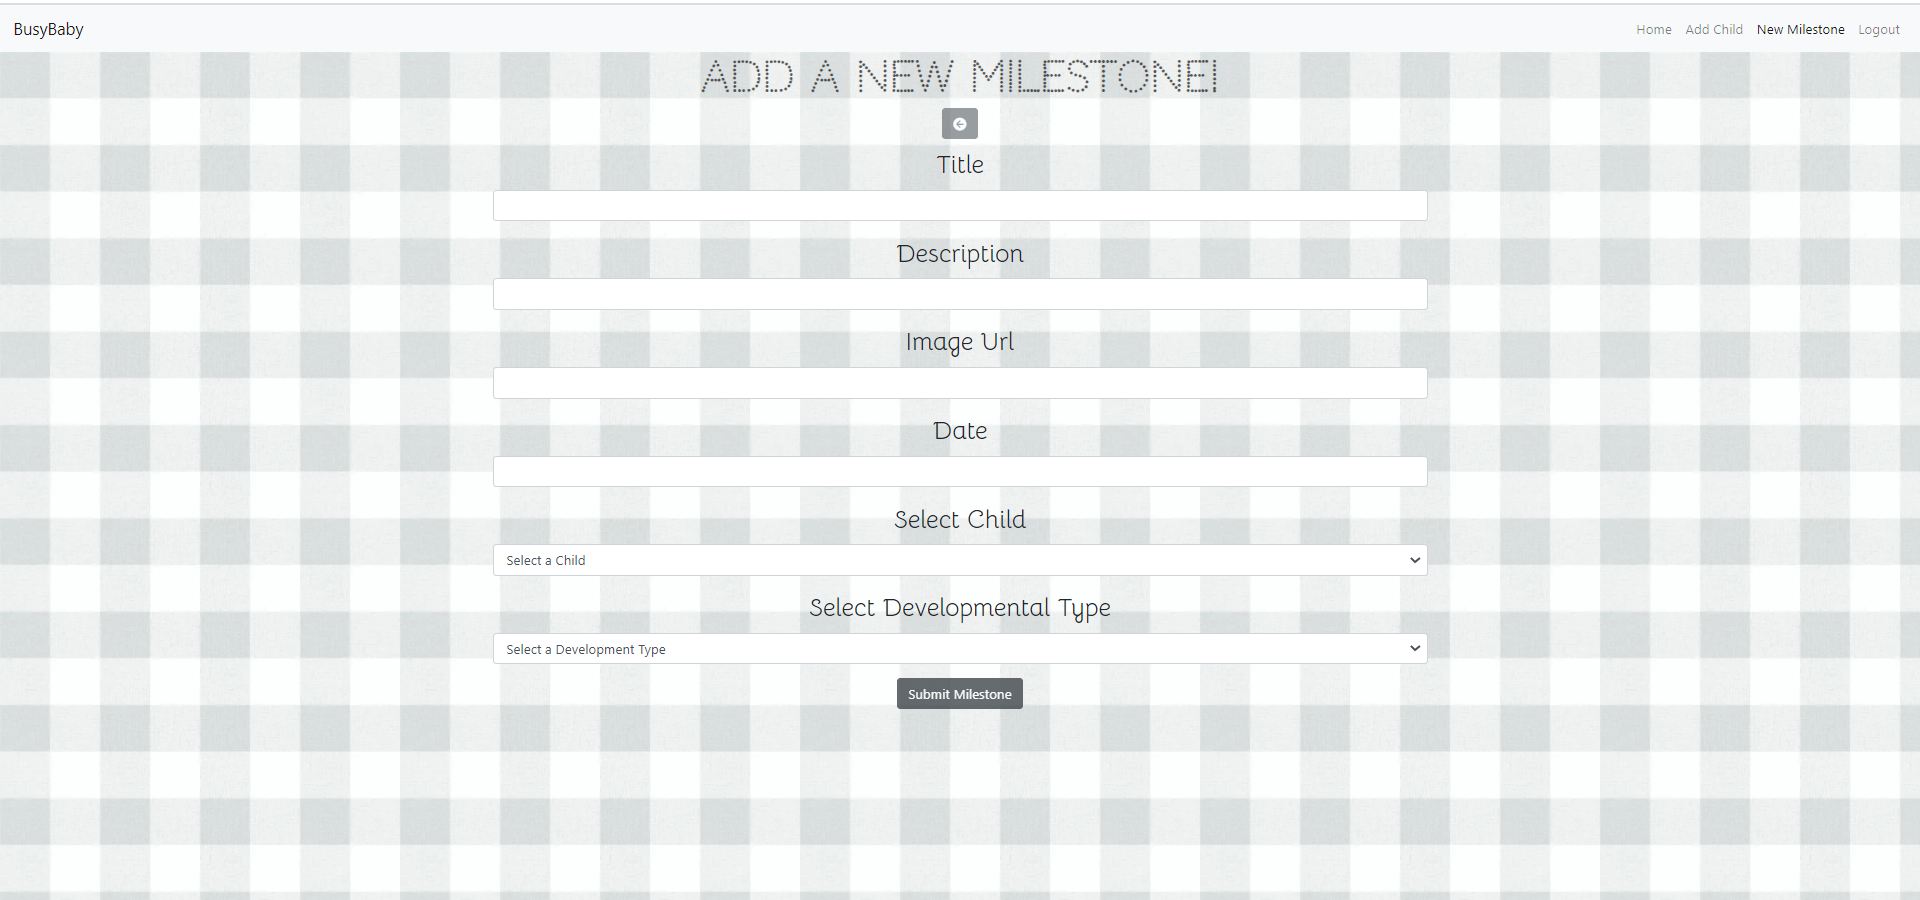 BusyBaby
Home Add Child New Milestone Logout
ADD A NEW MILESTONE!
Title
Description
Image Url
Date
Select Child
Select a Child
Select Developmental Type
Select a Development Type
Submit Milestone